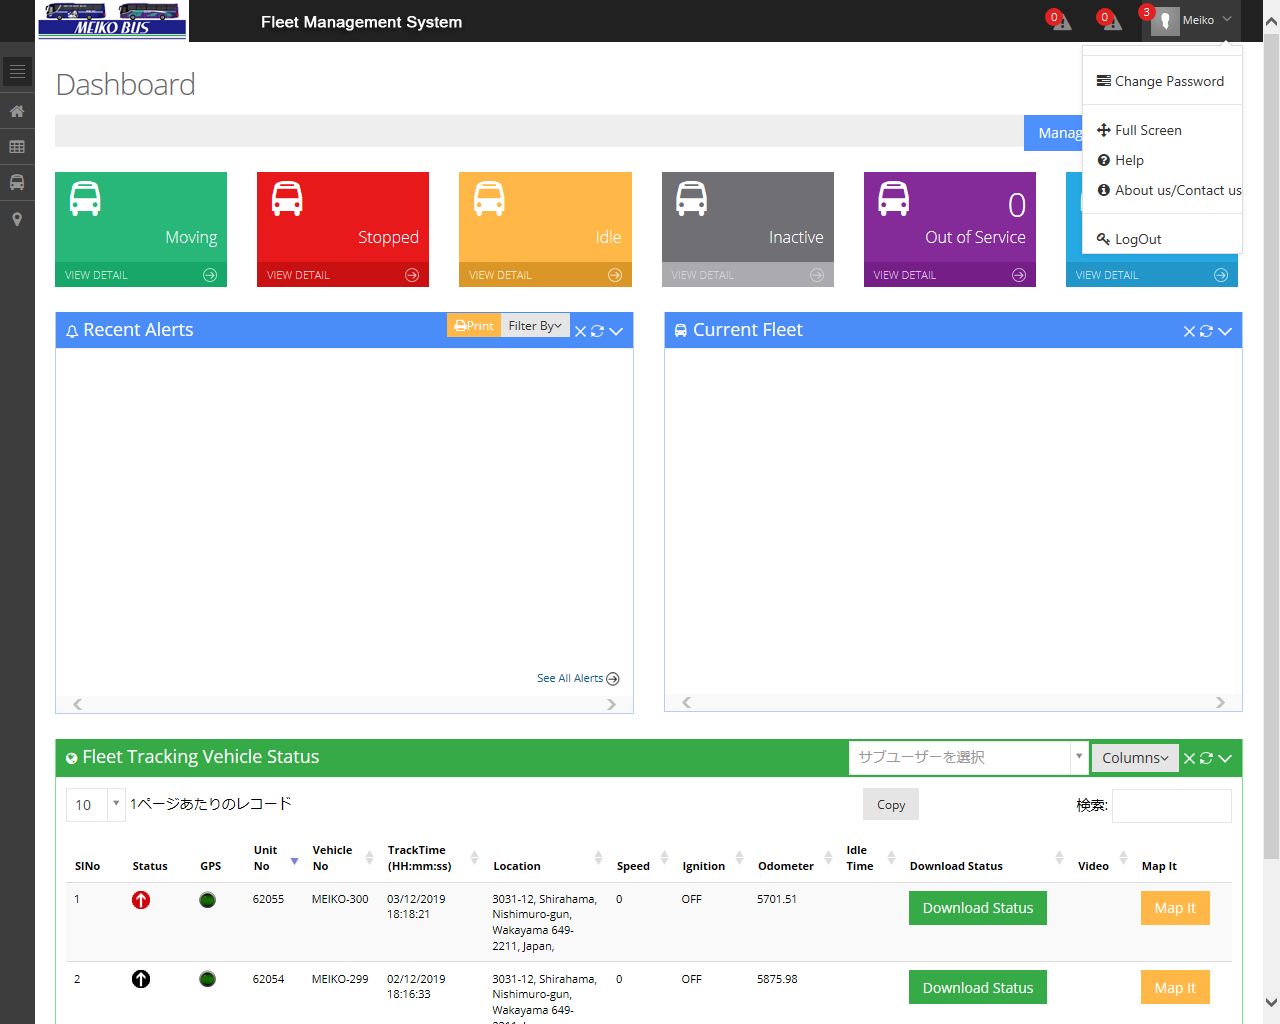 MEIKO BUS
Fleet Management System
0
0
3
Meiko
Change Password
Full Screen
Help
About us/Contact us
LogOut
Dashboard
Manag
Moving
VIEW DETAIL
Stopped
VIEW DETAIL
Idle
VIEW DETAIL
Inactive
VIEW DETAIL
0
Out of Service
VIEW DETAIL
VIEW DETAIL
Recent Alerts
Print
Filter By
See All Alerts
Current Fleet
Fleet Tracking Vehicle Status
サブユーザーを選択
Columns
10 1ページあたりのレコード
Copy
検索:
SlNo Status GPS Unit No Vehicle No TrackTime (HH:mm:ss) Location Speed Ignition Odometer Idle Time Download Status Video Map It
1 62055 MEIKO-300 03/12/2019 3031-12, Shirahama, 0 OFF 5701.51 Download Status Map It
18:18:21 Nishimuro-gun,
Wakayama 649-
2211, Japan,
2 62054 MEIKO-299 02/12/2019 3031-12, Shirahama, 0 OFF 5875.98 Download Status Map It
18:16:33 Nishimuro-gun,
Wakayama 649-